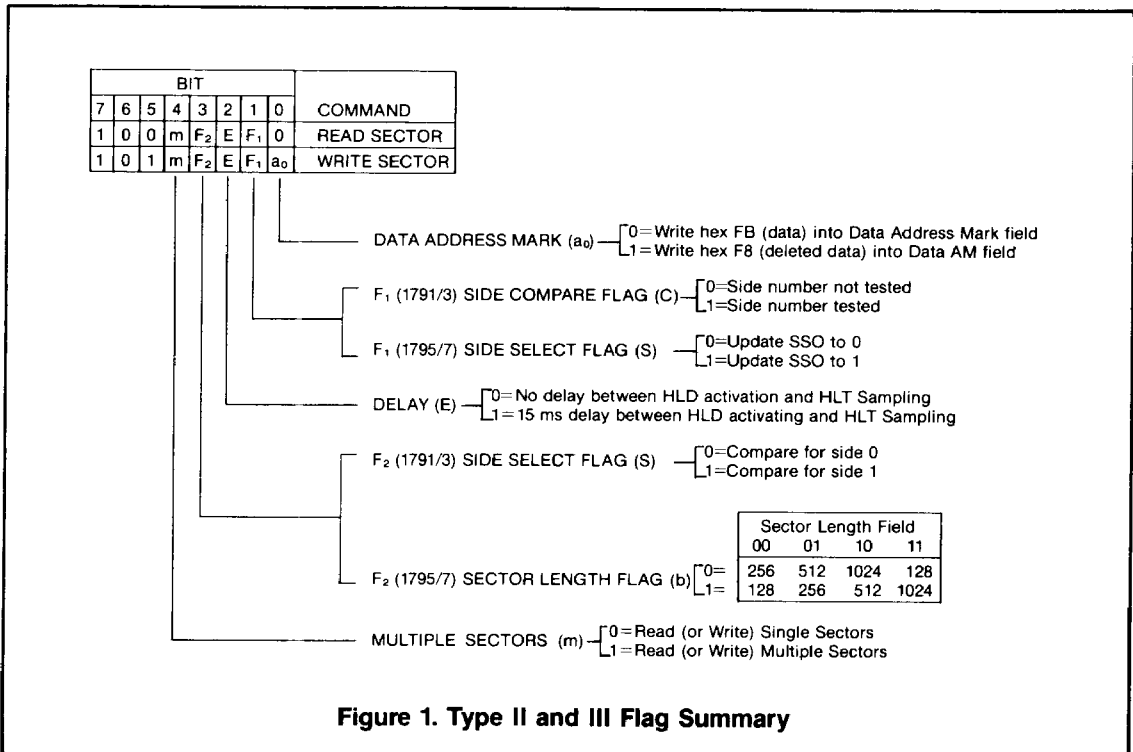 BIT
7 6 5 4 3 2 1 0 COMMAND
1 0 0 m F₂ E F₁ 0 READ SECTOR
1 0 1 m F₂ E F₁ a₀ WRITE SECTOR
DATA ADDRESS MARK (a₀) 0=Write hex FB (data) into Data Address Mark field
1=Write hex F8 (deleted data) into Data AM field
F₁ (1791/3) SIDE COMPARE FLAG (C) 0=Side number not tested
1=Side number tested
F₁ (1795/7) SIDE SELECT FLAG (S) 0=Update SSO to 0
1=Update SSO to 1
DELAY (E) 0= No delay between HLD activation and HLT Sampling
1=15 ms delay between HLD activating and HLT Sampling
F₂ (1791/3) SIDE SELECT FLAG (S) 0=Compare for side 0
1=Compare for side 1
Sector Length Field
00 01 10 11
F₂ (1795/7) SECTOR LENGTH FLAG (b) 0= 256 512 1024 128
1= 128 256 512 1024
MULTIPLE SECTORS (m) 0=Read (or Write) Single Sectors
1=Read (or Write) Multiple Sectors
Figure 1. Type II and III Flag Summary